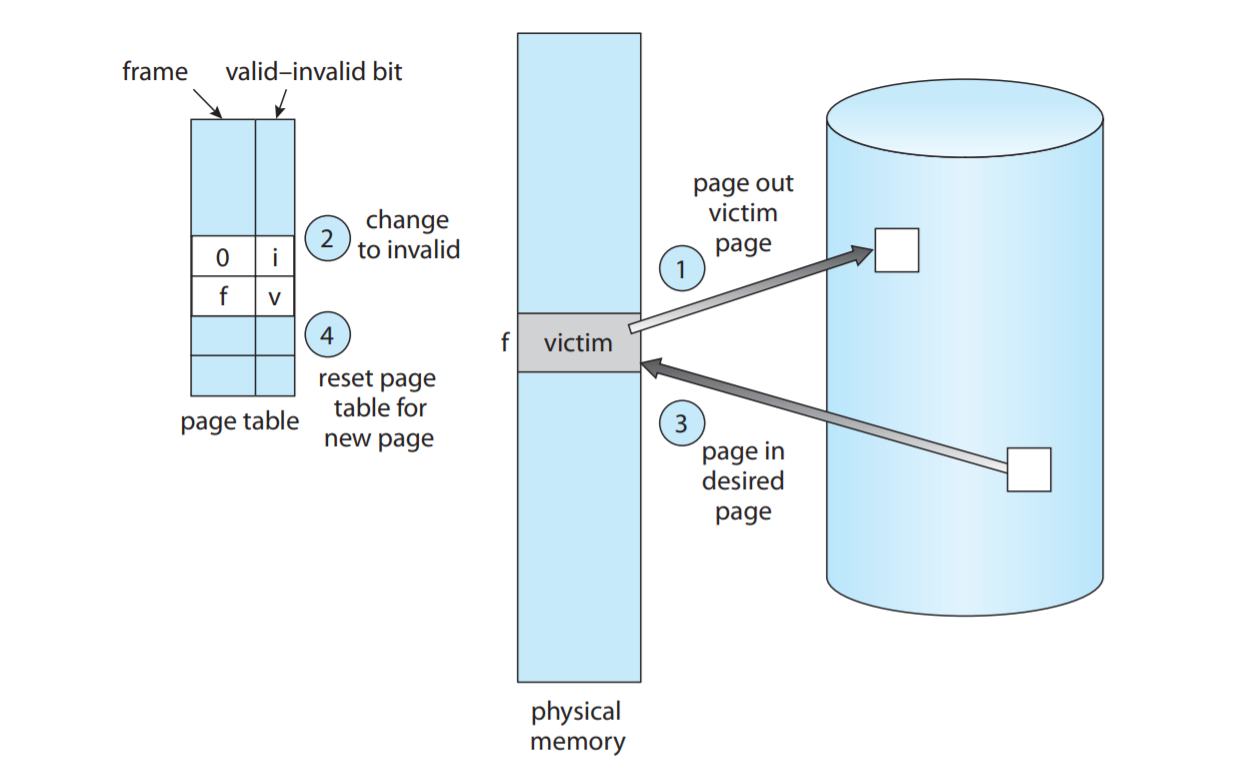 frame
valid–invalid bit
0
i
f
v
2
change
to invalid
4
reset page
table for
new page
page table
f
victim
physical
memory
page out
victim
page
1
3
page in
desired
page